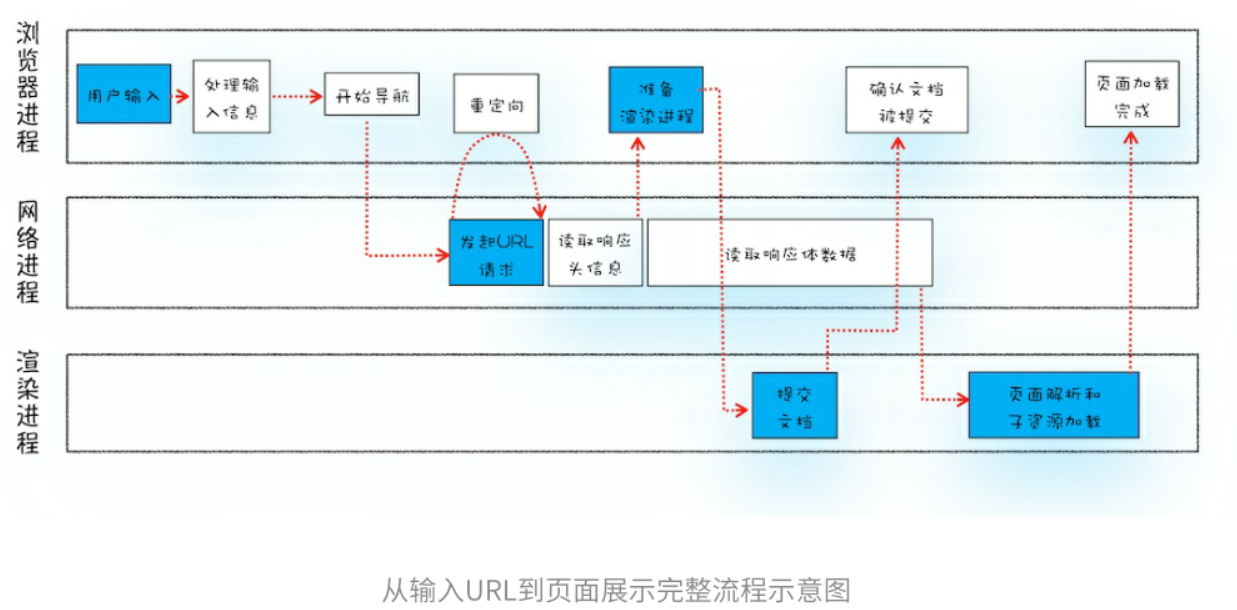 浏览器进程
用户输入
处理输
入信息
开始导航
重定向
准备
渲染进程
确认文档
被提交
页面加载
完成
网络进程
发起URL
请求
读取响应
头信息
读取响应体数据
渲染进程
提交
文档
页面解析和
子资源加载
从输入URL到页面展示完整流程示意图